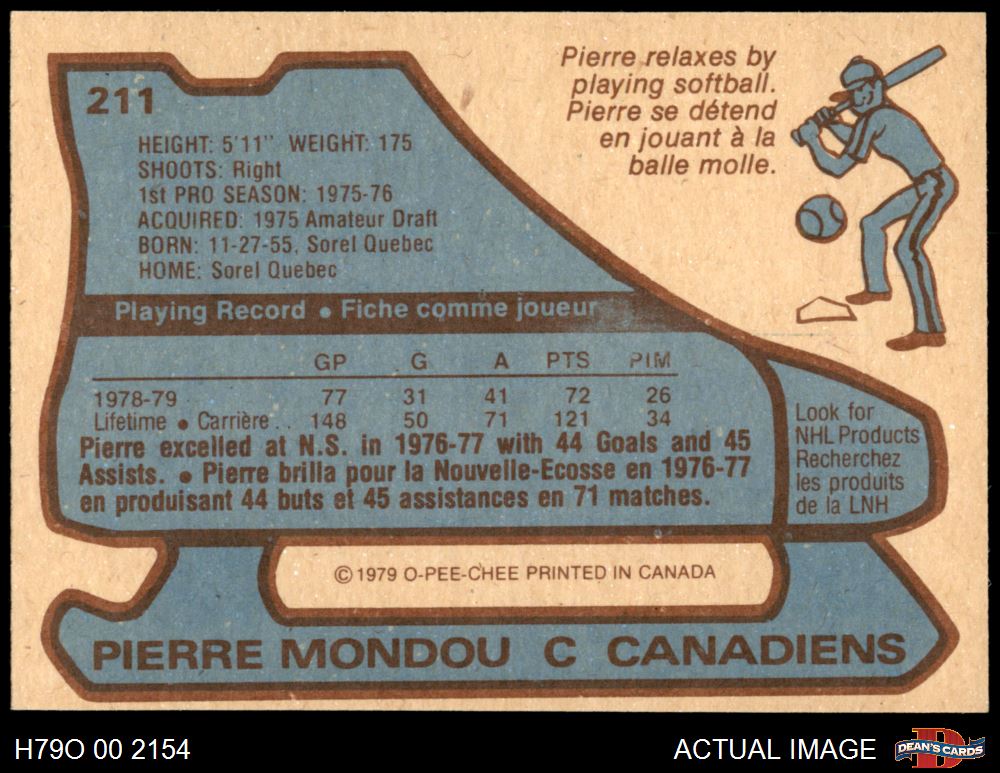 211
HEIGHT: 5'11" WEIGHT: 175
SHOOTS: Right
1st PRO SEASON: 1975-76
ACQUIRED: 1975 Amateur Draft
BORN: 11-27-55, Sorel Quebec
HOME: Sorel Quebec
Pierre relaxes by
playing softball.
Pierre se détend
en jouant à la
balle molle.
Playing Record • Fiche comme joueur
GP G A PTS PIM
1978-79 77 31 41 72 26
Lifetime • Carrière . . 148 50 71 121 34
Pierre excelled at N.S. in 1976-77 with 44 Goals and 45
Assists. • Pierre brilla pour la Nouvelle-Ecosse en 1976-77
en produisant 44 buts et 45 assistances en 71 matches.
Look for
NHL Products
Recherchez
les produits
de la LNH
© 1979 O-PEE-CHEE PRINTED IN CANADA
PIERRE MONDOU C CANADIENS
H79O 00 2154
ACTUAL IMAGE
D
DEAN'S CARDS